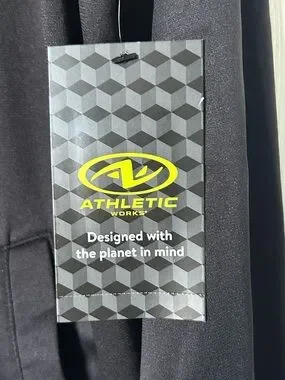 ATHLETIC
WORKS®
Designed with
the planet in mind